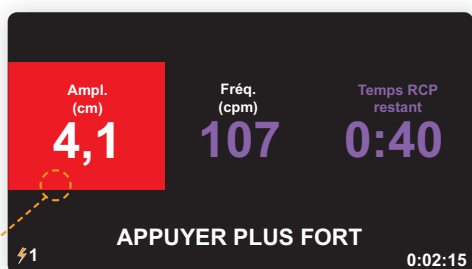 Ampl.
(cm)
4,1
Fréq.
(cpm)
107
Temps RCP
restant
0:40
APPUYER PLUS FORT
1
0:02:15